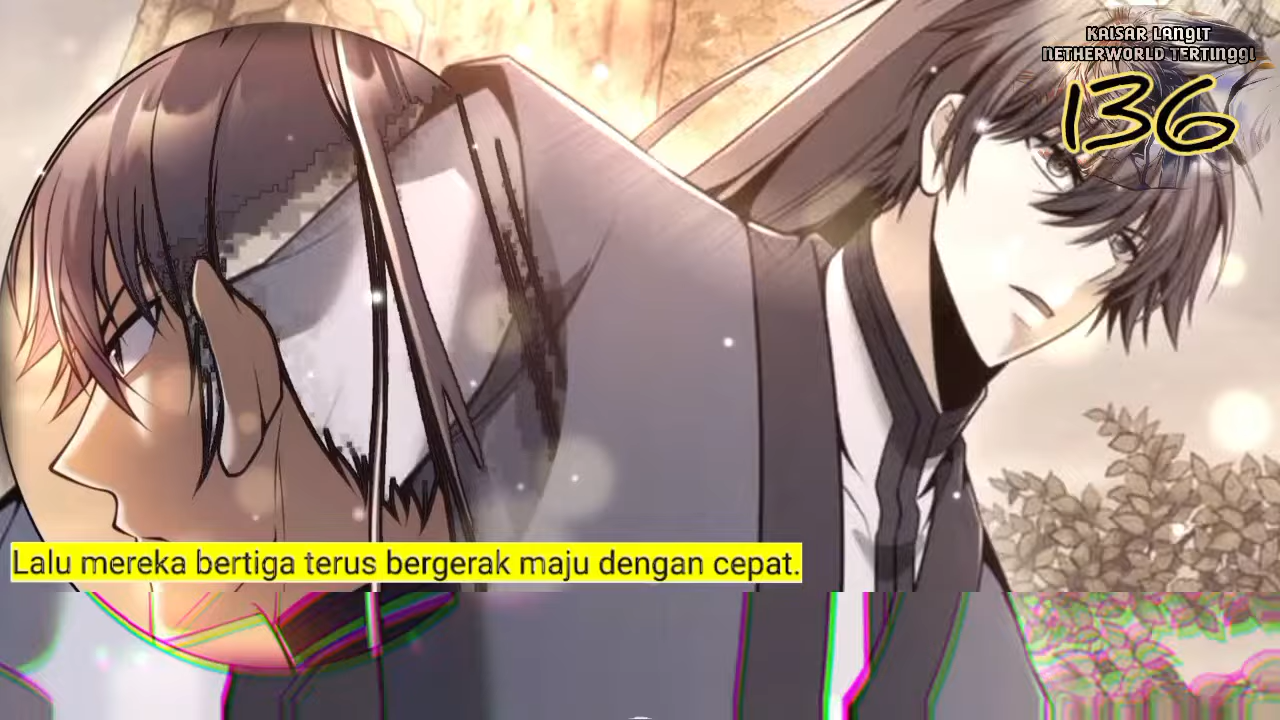 KAISAR LANGIT
NETHERWORLD TERTINGGI
136
Lalu mereka bertiga terus bergerak maju dengan cepat.